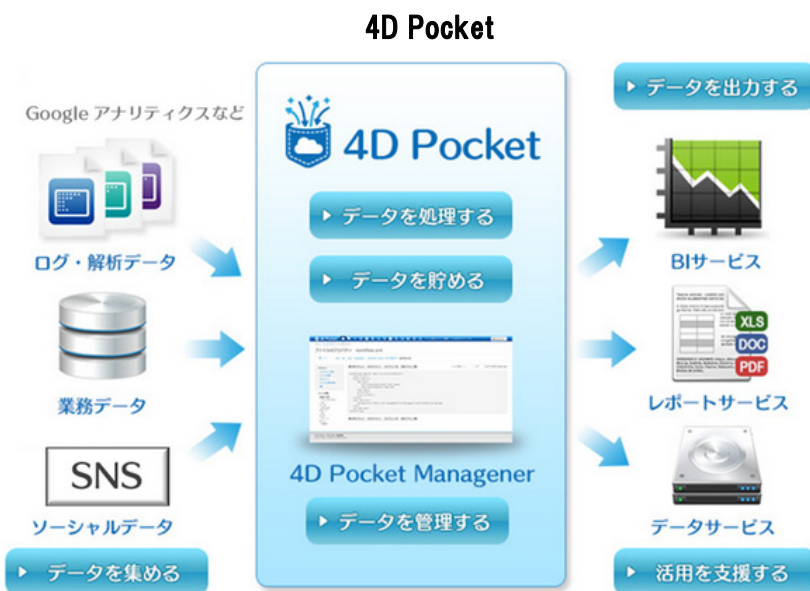 4D Pocket
Google アナリティクスなど
ログ・解析データ
業務データ
SNS
ソーシャルデータ
データを集める
4D Pocket
データを処理する
データを貯める
4D Pocket Managener
データを管理する
データを出力する
BIサービス
XLS
DOC
PDF
レポートサービス
データサービス
活用を支援する